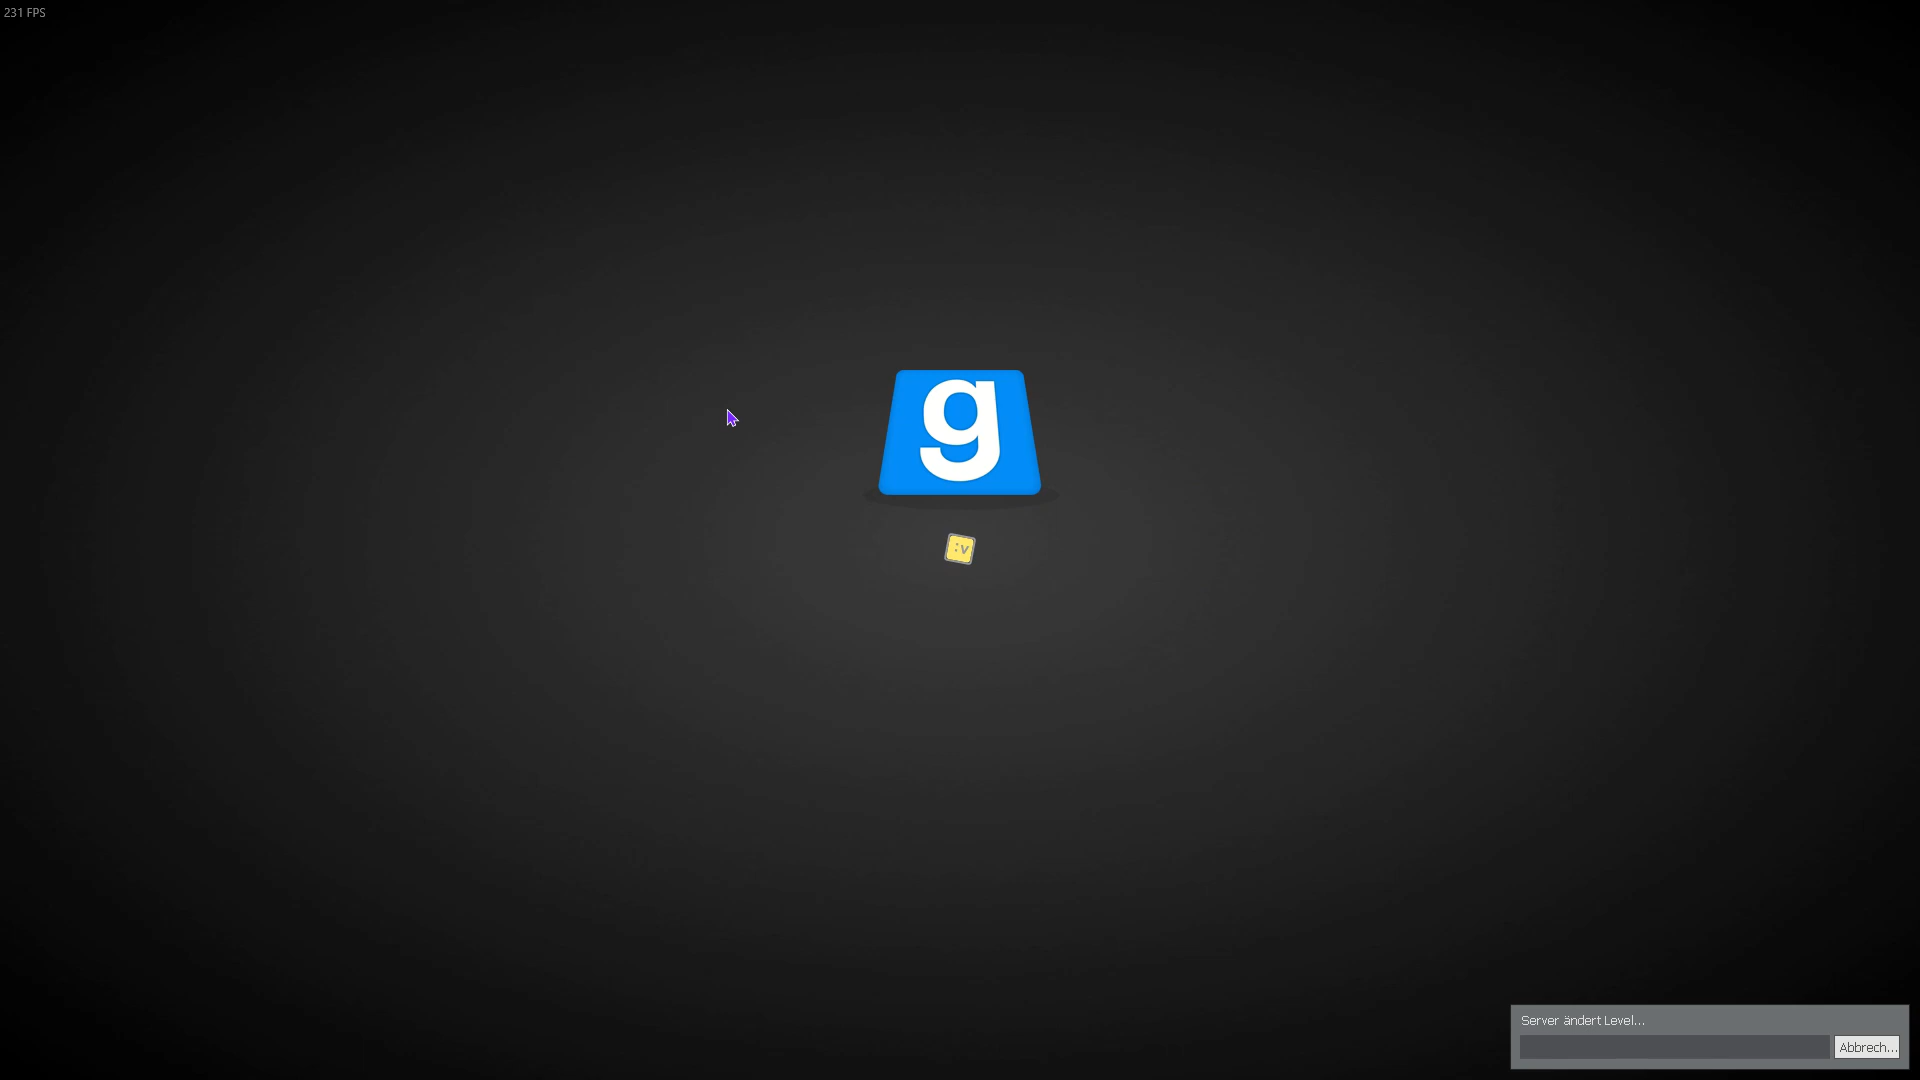 231 FPS
g
:v
Server ändert Level...
Abbrech...